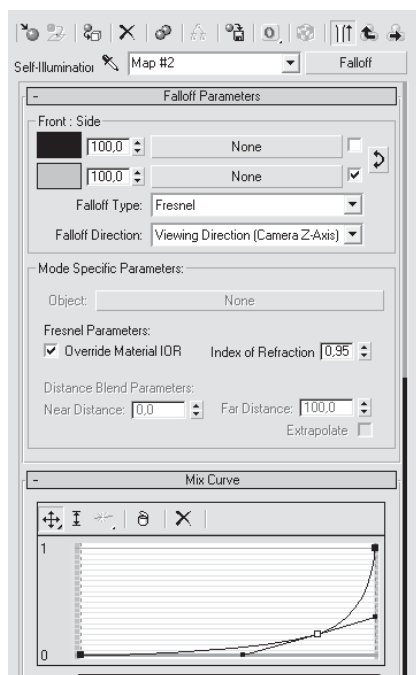 Self-Illuminatior Map #2 Falloff
- Falloff Parameters
Front : Side
100,0 None
100,0 None
Falloff Type: Fresnel
Falloff Direction: Viewing Direction (Camera Z-Axis)
Mode Specific Parameters:
Object: None
Fresnel Parameters:
Override Material IOR Index of Refraction 0,95
Distance Blend Parameters:
Near Distance: 0,0 Far Distance: 100,0
Extrapolate
- Mix Curve
1
0